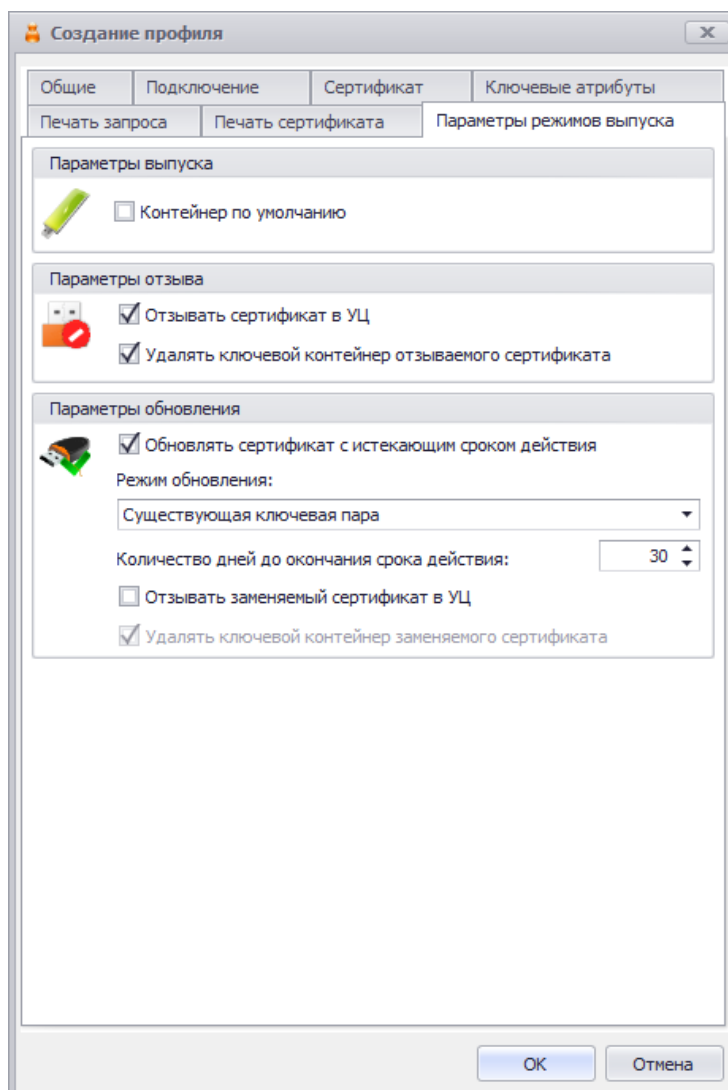 Создание профиля
Общие Подключение Сертификат Ключевые атрибуты
Печать запроса Печать сертификата Параметры режимов выпуска
Параметры выпуска
Контейнер по умолчанию
Параметры отзыва
Отзывать сертификат в УЦ
Удалять ключевой контейнер отзываемого сертификата
Параметры обновления
Обновлять сертификат с истекающим сроком действия
Режим обновления:
Существующая ключевая пара
Количество дней до окончания срока действия: 30
Отзывать заменяемый сертификат в УЦ
Удалять ключевой контейнер заменяемого сертификата
OK Отмена